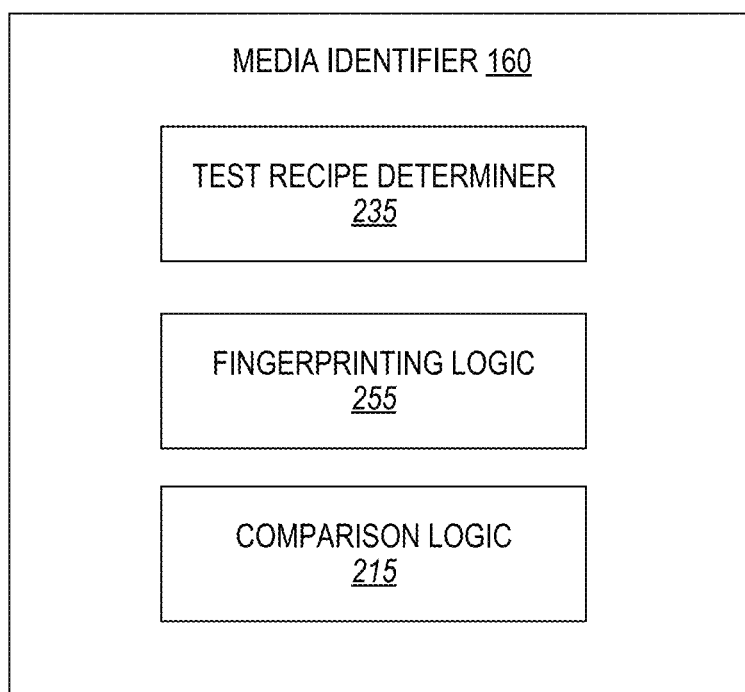 MEDIA IDENTIFIER 160
TEST RECIPE DETERMINER
235
FINGERPRINTING LOGIC
255
COMPARISON LOGIC
215